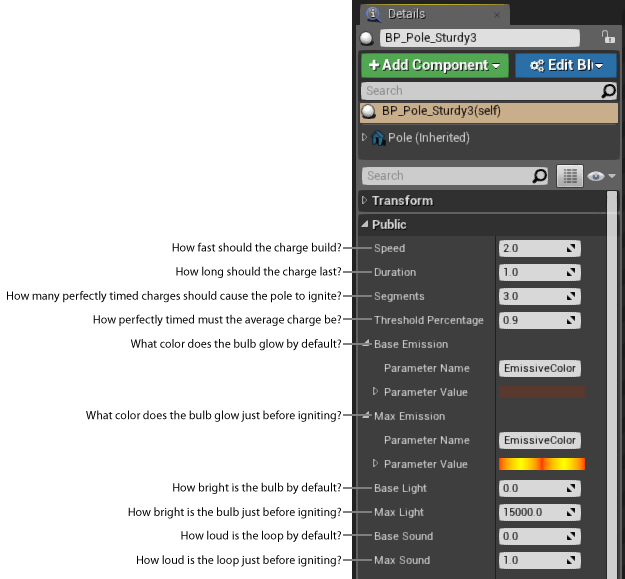 Details
BP_Pole_Sturdy3
+Add Component
Edit Bl
Search
BP_Pole_Sturdy3(self)
Pole (Inherited)
Search
Transform
Public
How fast should the charge build? Speed 2.0
How long should the charge last? Duration 1.0
How many perfectly timed charges should cause the pole to ignite? Segments 3.0
How perfectly timed must the average charge be? Threshold Percentage 0.9
What color does the bulb glow by default? Base Emission
Parameter Name EmissiveColor
Parameter Value
What color does the bulb glow just before igniting? Max Emission
Parameter Name EmissiveColor
Parameter Value
How bright is the bulb by default? Base Light 0.0
How bright is the bulb just before igniting? Max Light 15000.0
How loud is the loop by default? Base Sound 0.0
How loud is the loop just before igniting? Max Sound 1.0